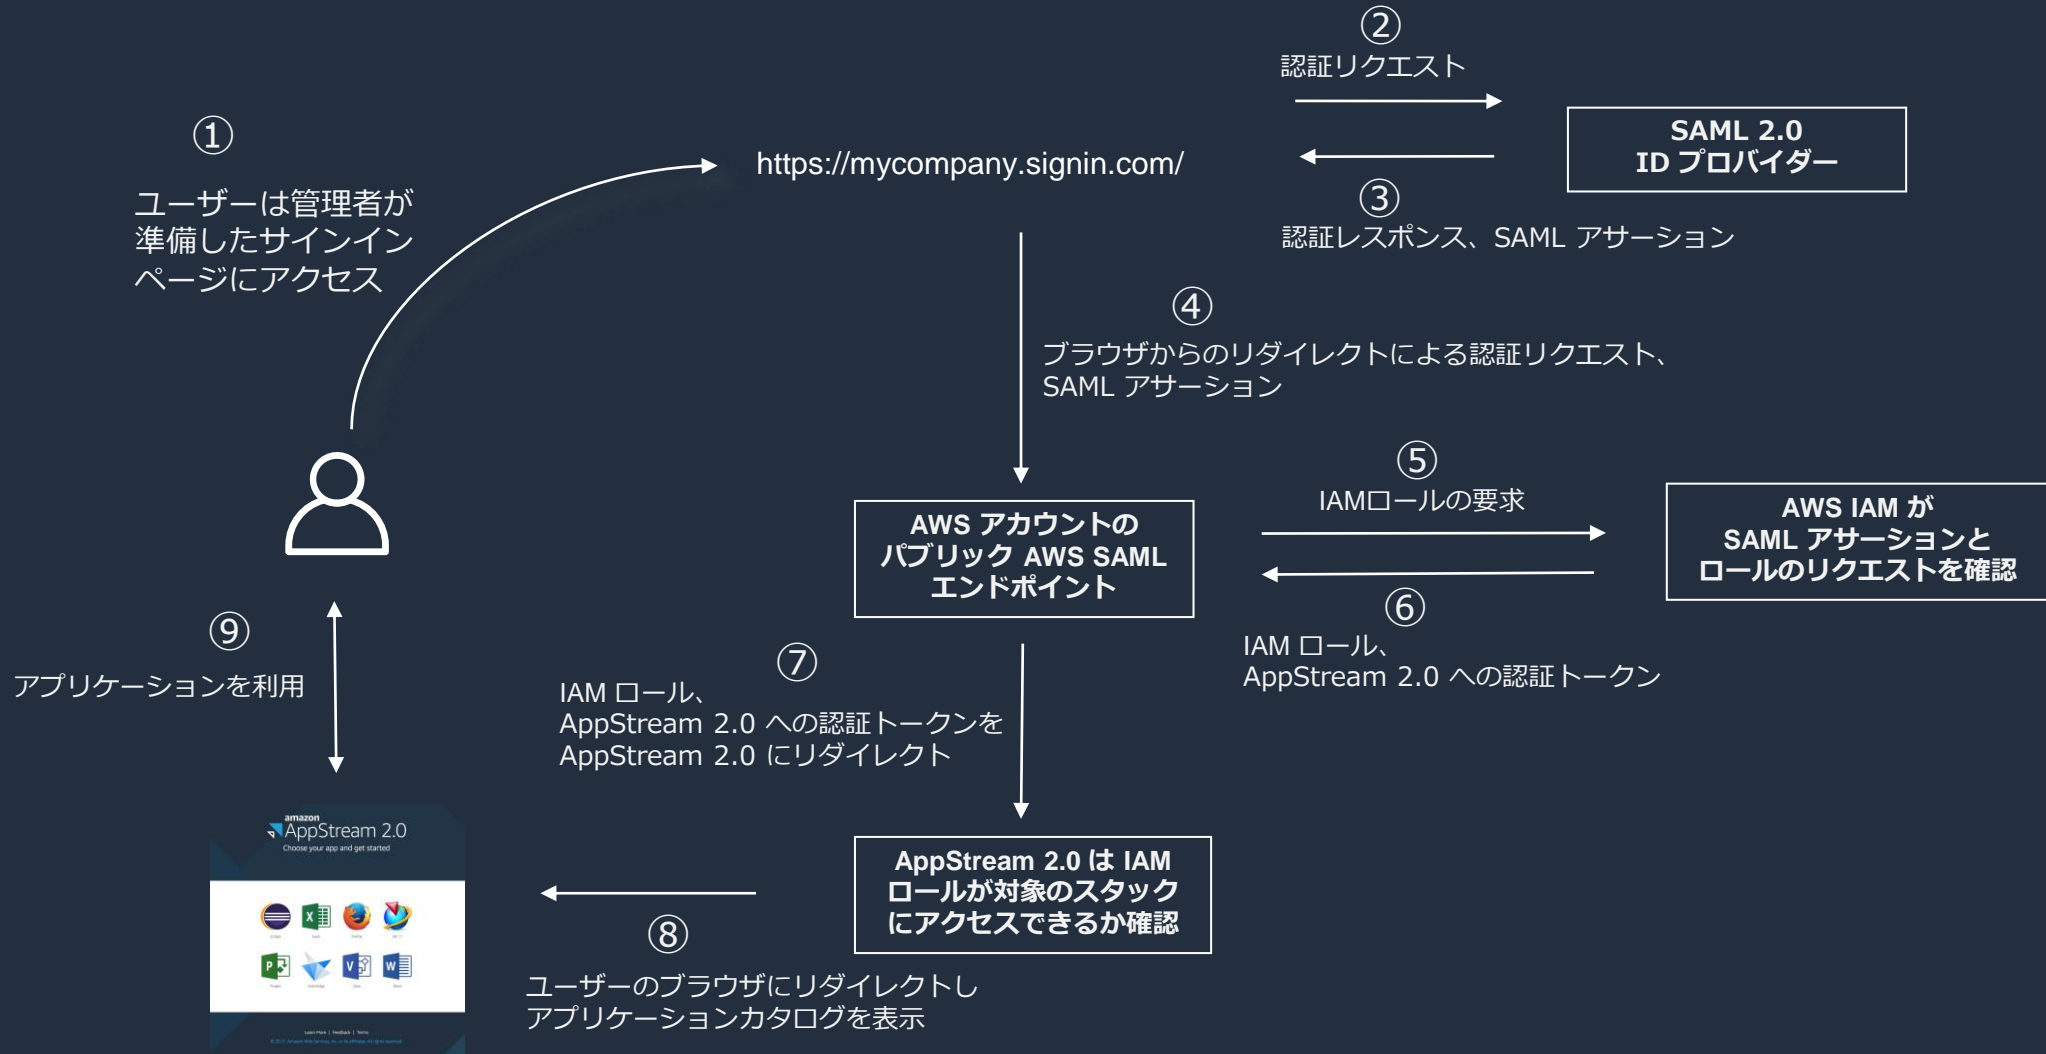 ①
ユーザーは管理者が
準備したサインイン
ページにアクセス
https://mycompany.signin.com/
②
認証リクエスト
SAML 2.0
ID プロバイダー
③
認証レスポンス、SAML アサーション
④
ブラウザからのリダイレクトによる認証リクエスト、
SAML アサーション
AWS アカウントの
パブリック AWS SAML
エンドポイント
⑤
IAMロールの要求
AWS IAM が
SAML アサーションと
ロールのリクエストを確認
⑥
IAM ロール、
AppStream 2.0 への認証トークン
⑦
IAM ロール、
AppStream 2.0 への認証トークンを
AppStream 2.0 にリダイレクト
AppStream 2.0 は IAM
ロールが対象のスタック
にアクセスできるか確認
⑧
ユーザーのブラウザにリダイレクトし
アプリケーションカタログを表示
⑨
アプリケーションを利用
amazon
AppStream 2.0
Choose your app and get started
Learn More | Feedback | Terms